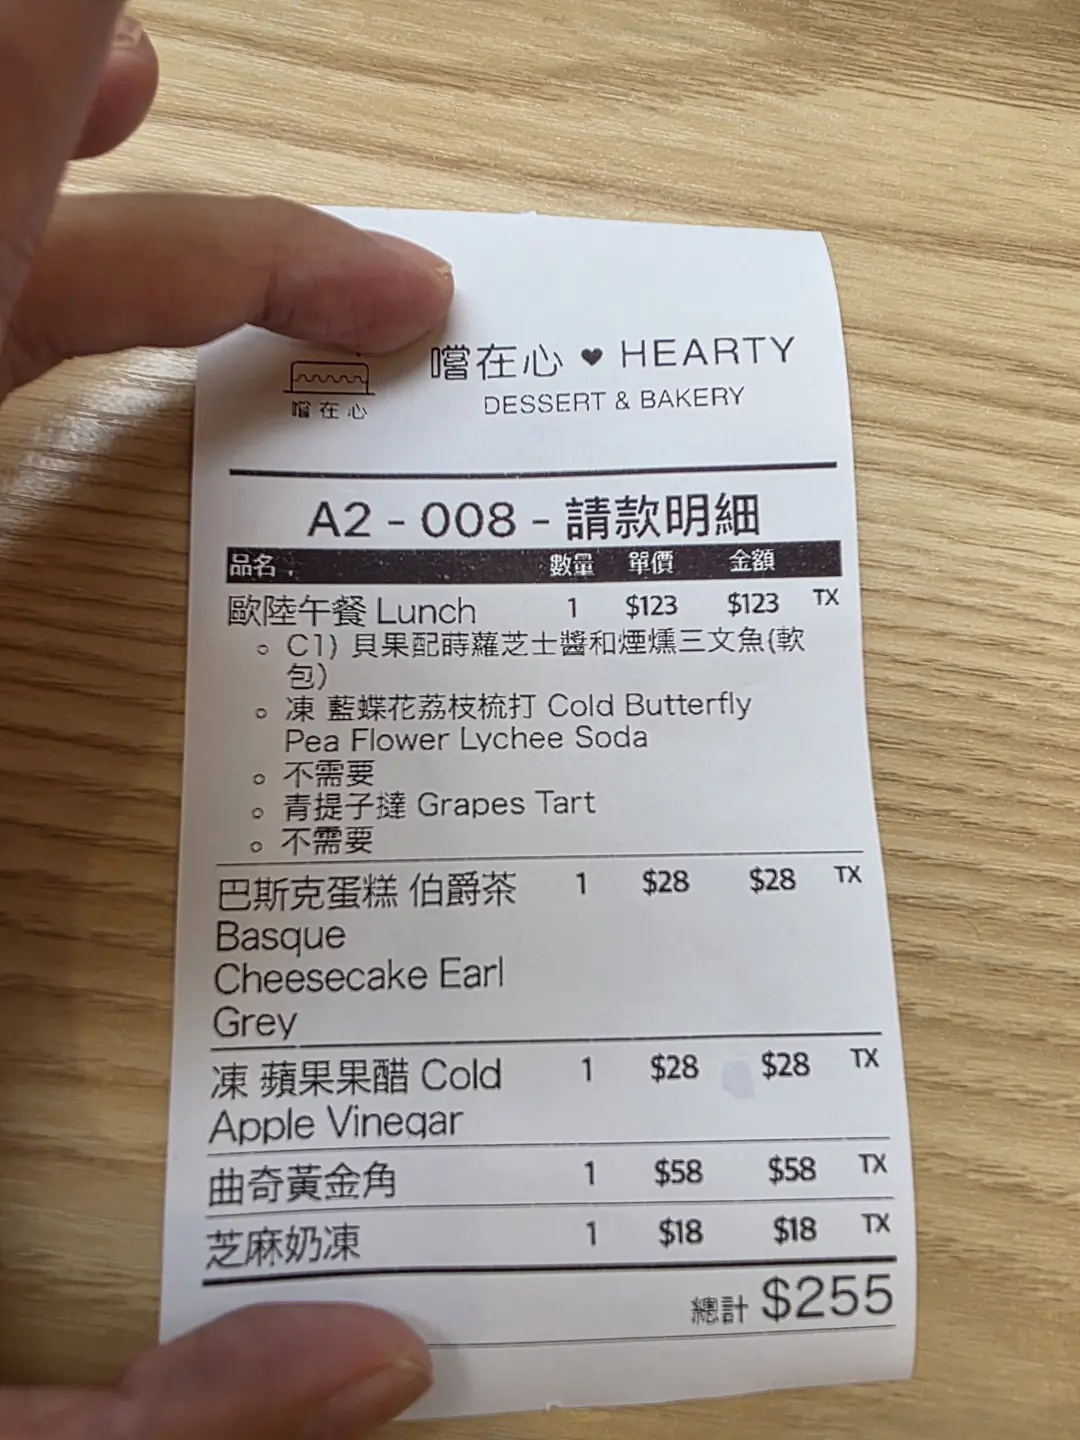 嚐在心 ♥ HEARTY
嚐在心
DESSERT & BAKERY
A2 - 008 - 請款明細
品名 數量 單價 金額
歐陸午餐 Lunch 1 $123 $123 TX
◦ C1) 貝果配蒔蘿芝士醬和煙燻三文魚(軟
包)
◦ 凍 藍蝶花荔枝梳打 Cold Butterfly
Pea Flower Lychee Soda
◦ 不需要
◦ 青提子撻 Grapes Tart
◦ 不需要
巴斯克蛋糕 伯爵茶 1 $28 $28 TX
Basque
Cheesecake Earl
Grey
凍 蘋果果醋 Cold 1 $28 $28 TX
Apple Vinegar
曲奇黃金角 1 $58 $58 TX
芝麻奶凍 1 $18 $18 TX
總計 $255